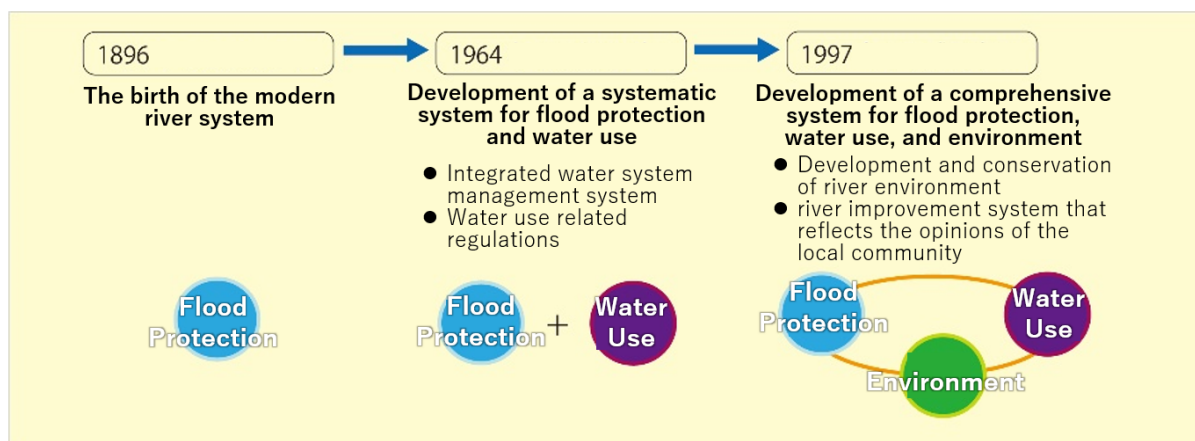 1896
1964
1997
The birth of the modern
river system
Development of a systematic
system for flood protection
and water use
● Integrated water system
management system
● Water use related
regulations
Development of a comprehensive
system for flood protection,
water use, and environment
● Development and conservation
of river environment
● river improvement system that
reflects the opinions of the
local community
Flood
Protection
Flood
Protection
+
Water
Use
Flood
Protection
Water
Use
Environment